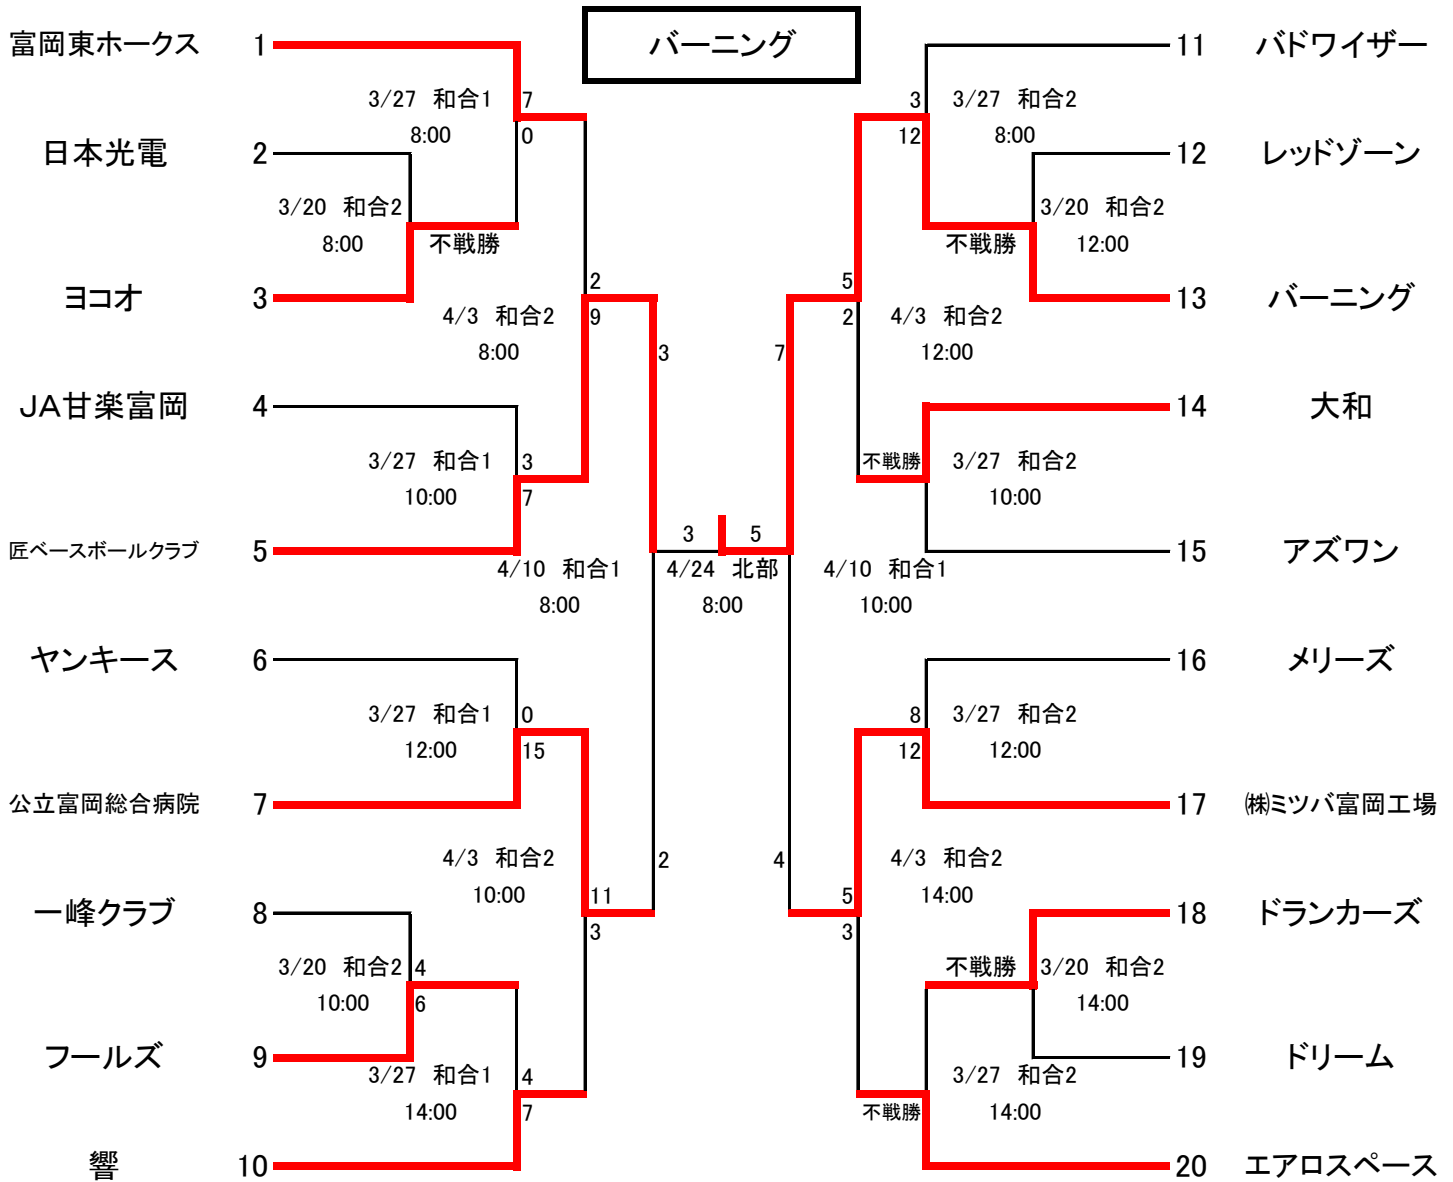 バーニング
富岡東ホークス 1
11 バドワイザー
3/27 和合1 7
3 3/27 和合2
8:00 0
12 8:00
日本光電 2
12 レッドゾーン
3/20 和合2
3/20 和合2
8:00 不戦勝
不戦勝 12:00
ヨコオ 3
2
5
13 バーニング
4/3 和合2 9
2 4/3 和合2
8:00
3
7
12:00
JA甘楽富岡 4
14 大和
3/27 和合1 3
不戦勝 3/27 和合2
10:00 7
10:00
匠ベースボールクラブ 5
3 5
15 アズワン
4/10 和合1
4/24 北部
4/10 和合1
8:00
8:00
10:00
ヤンキース 6
16 メリーズ
3/27 和合1 0
8 3/27 和合2
12:00 15
12 12:00
公立富岡総合病院 7
17 ㈱ミツバ富岡工場
4/3 和合2
2
4
4/3 和合2
10:00 11
5 14:00
一峰クラブ 8
18 ドランカーズ
3
3
3/20 和合2 4
不戦勝 3/20 和合2
10:00 6
14:00
フールズ 9
19 ドリーム
3/27 和合1 4
3/27 和合2
14:00 7
不戦勝 14:00
響 10
20 エアロスペース